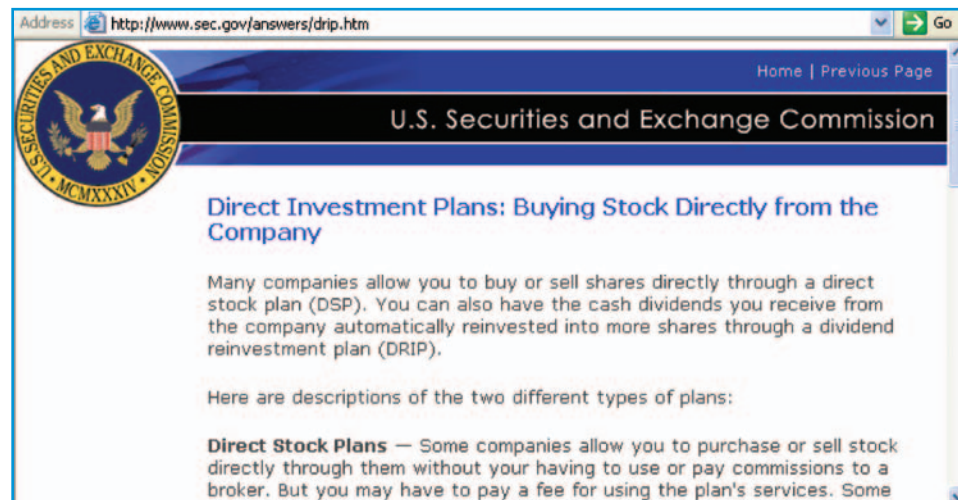 Address http://www.sec.gov/answers/drip.htm Go
Home | Previous Page
U.S. SECURITIES AND EXCHANGE COMMISSION
MCMXXXIV
U.S. Securities and Exchange Commission
Direct Investment Plans: Buying Stock Directly from the
Company
Many companies allow you to buy or sell shares directly through a direct
stock plan (DSP). You can also have the cash dividends you receive from
the company automatically reinvested into more shares through a dividend
reinvestment plan (DRIP).
Here are descriptions of the two different types of plans:
Direct Stock Plans — Some companies allow you to purchase or sell stock
directly through them without your having to use or pay commissions to a
broker. But you may have to pay a fee for using the plan's services. Some